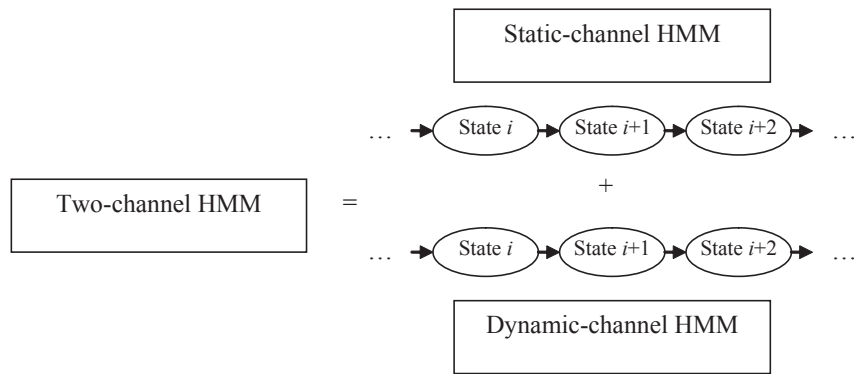 Static-channel HMM
… State i State i+1 State i+2 …
Two-channel HMM = +
… State i State i+1 State i+2 …
Dynamic-channel HMM